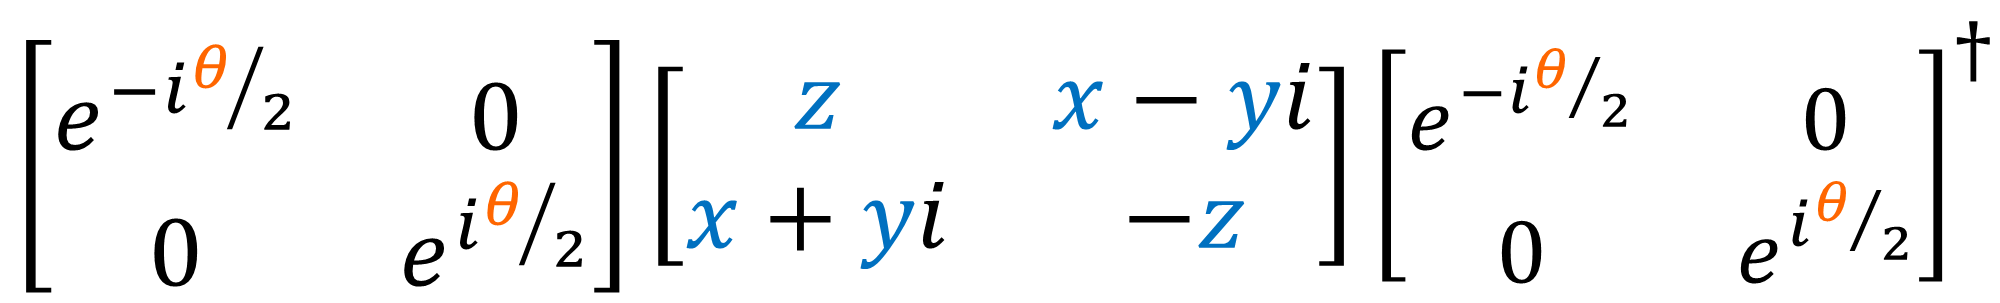 [e^{-iθ/2} 0] [z x − yi] [e^{-iθ/2} 0]†
[0 e^{iθ/2}] [x + yi −z] [0 e^{iθ/2}]